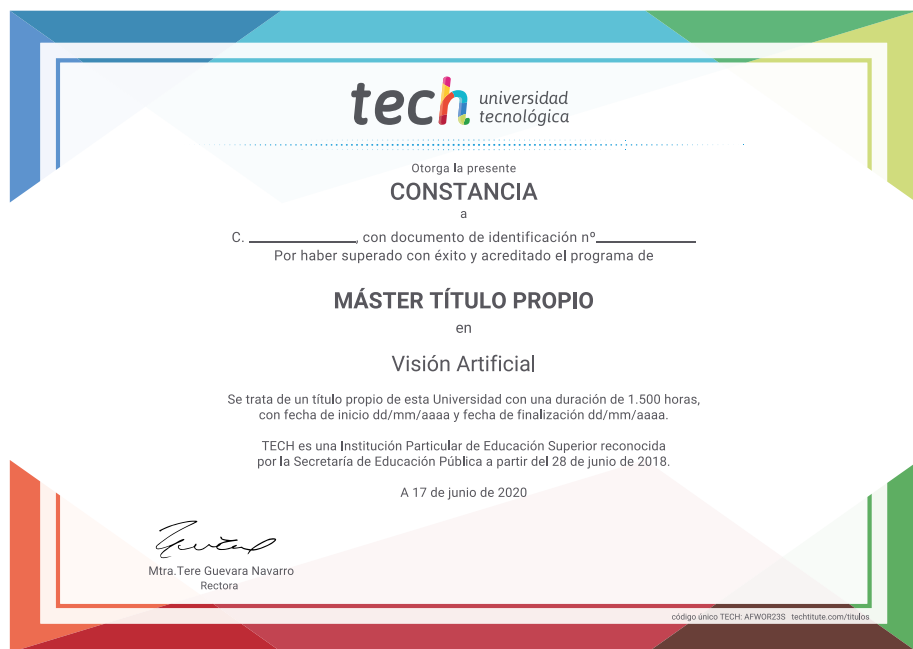 tech universidad
tecnológica
Otorga la presente
CONSTANCIA
a
C. ____________, con documento de identificación nº____________
Por haber superado con éxito y acreditado el programa de
MÁSTER TÍTULO PROPIO
en
Visión Artificial
Se trata de un título propio de esta Universidad con una duración de 1.500 horas,
con fecha de inicio dd/mm/aaaa y fecha de finalización dd/mm/aaaa.
TECH es una Institución Particular de Educación Superior reconocida
por la Secretaría de Educación Pública a partir del 28 de junio de 2018.
A 17 de junio de 2020
Mtra.Tere Guevara Navarro
Rectora
código único TECH: AFWOR23S techtitute.com/titulos